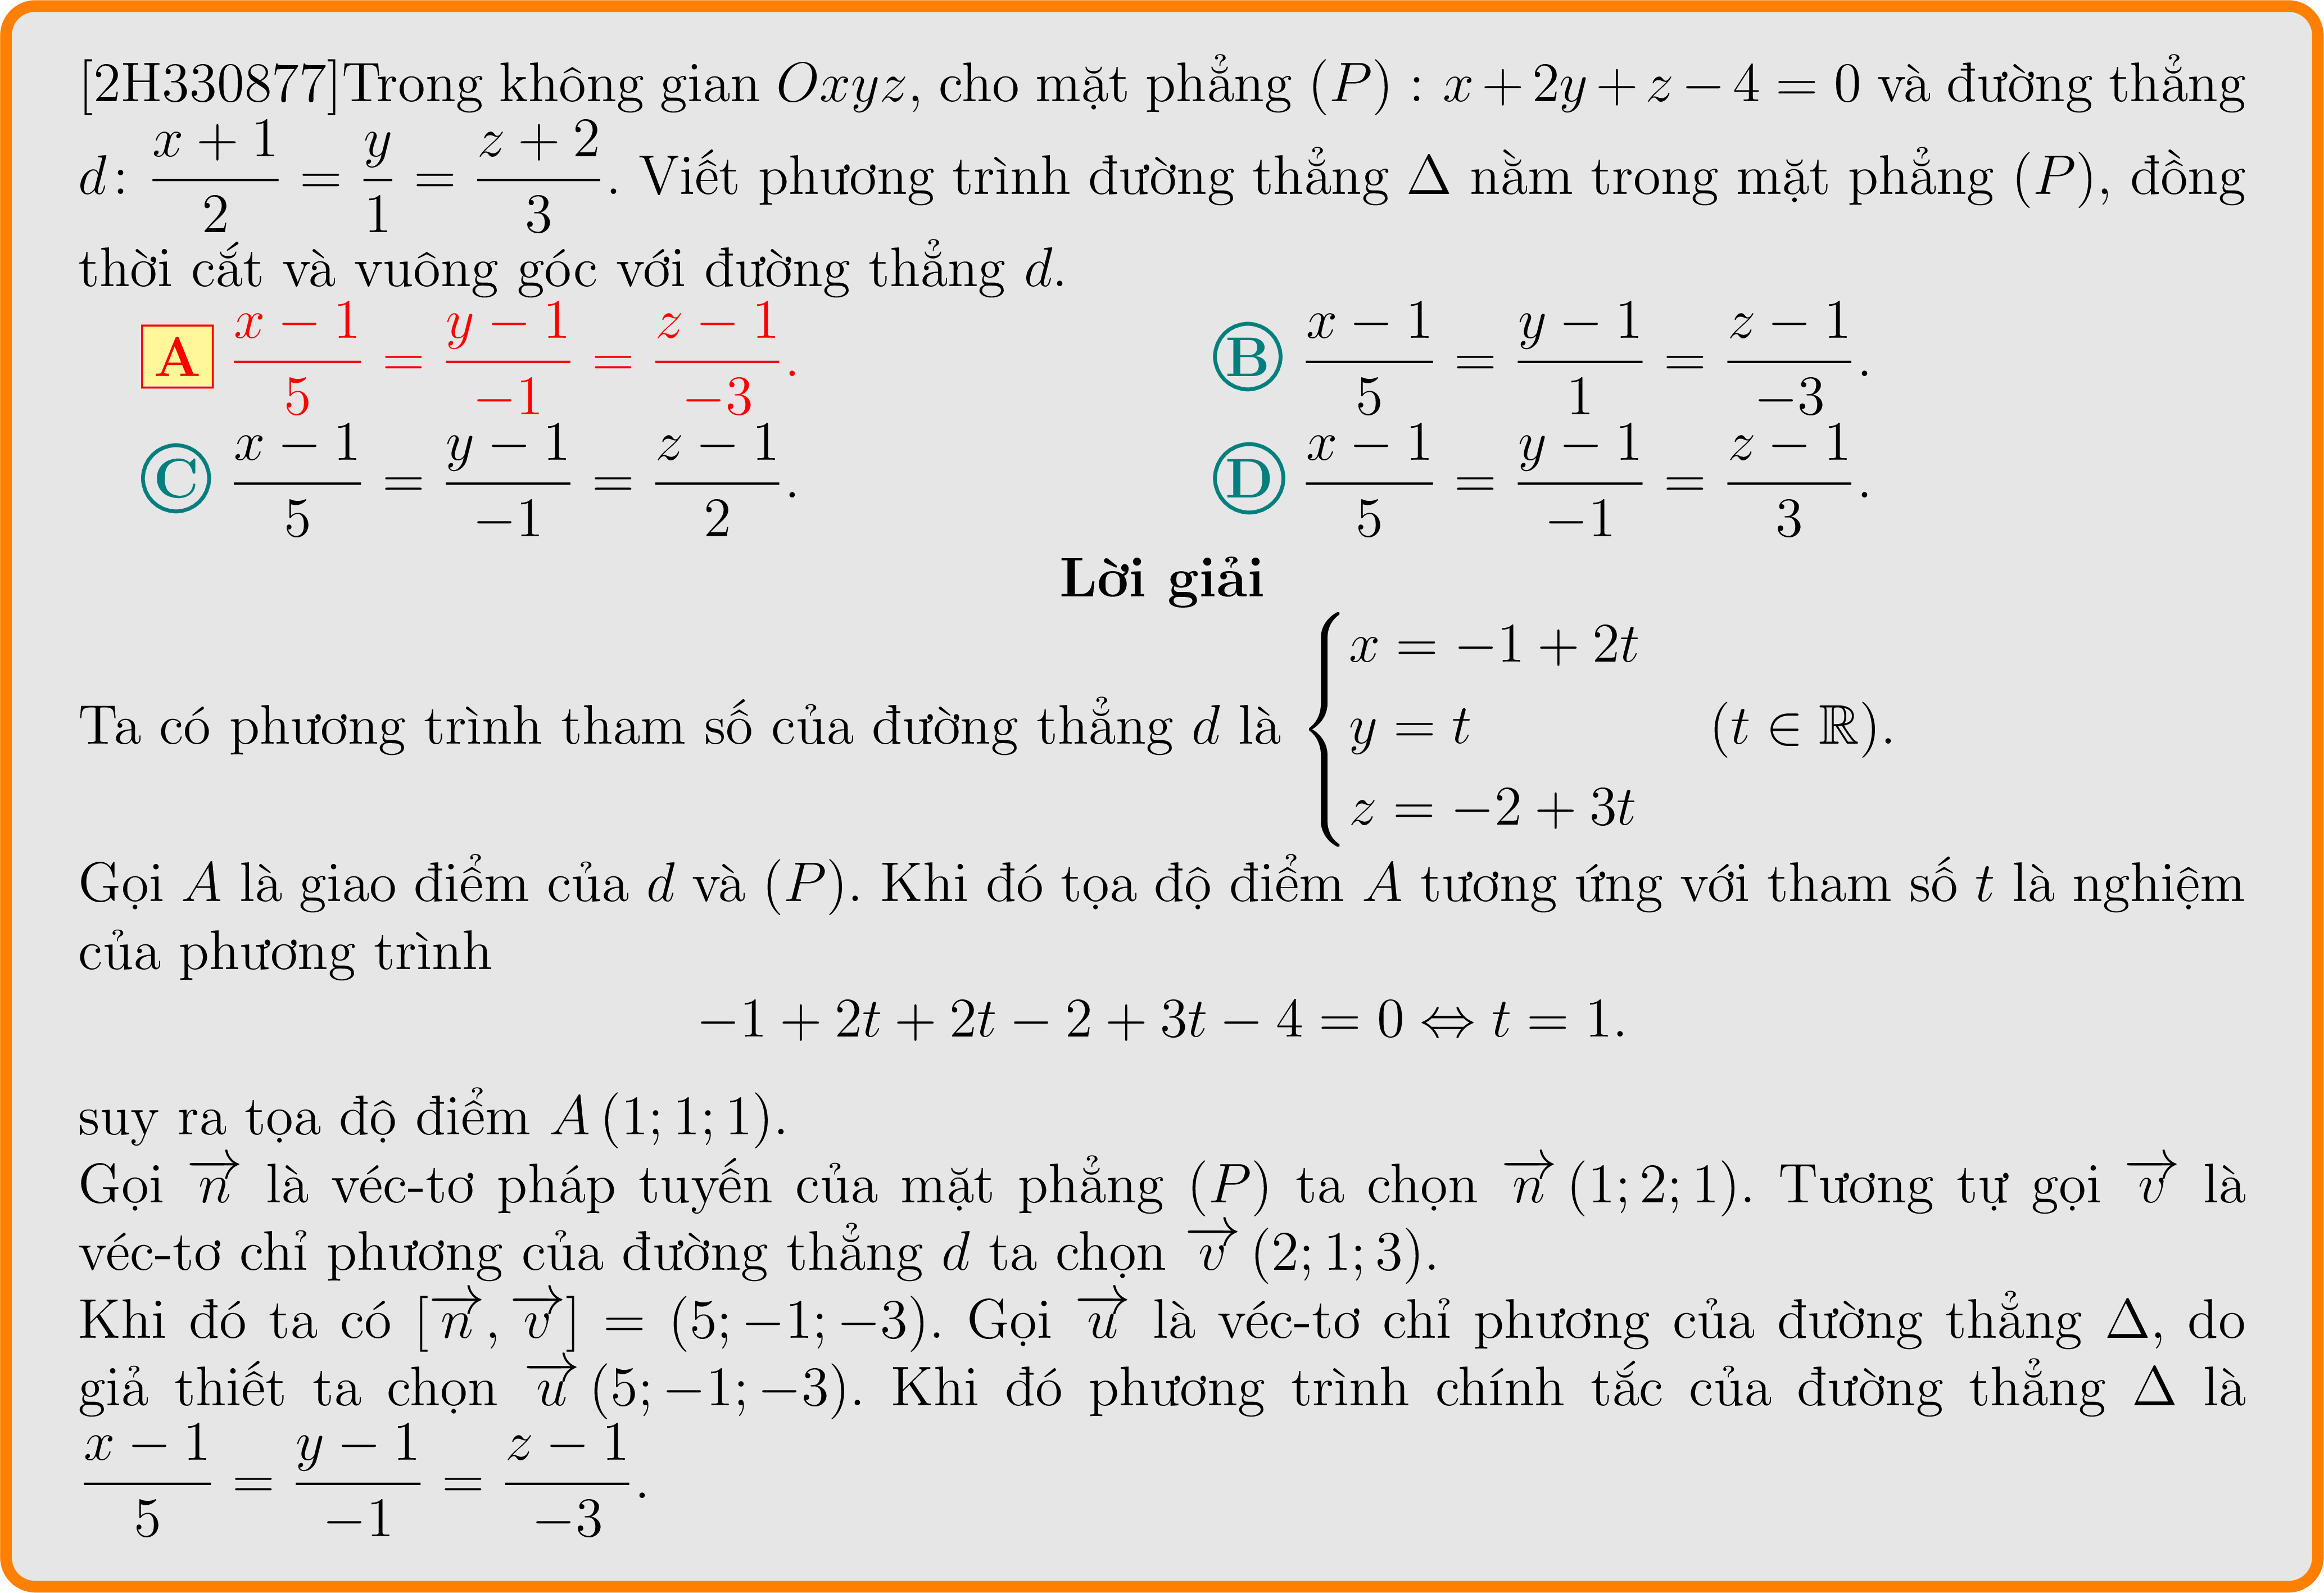 [2H330877]Trong không gian Oxyz, cho mặt phẳng (P) : x + 2y + z − 4 = 0 và đường thẳng
d: \frac{x + 1}{2} = \frac{y}{1} = \frac{z + 2}{3}. Viết phương trình đường thẳng Δ nằm trong mặt phẳng (P), đồng
thời cắt và vuông góc với đường thẳng d.
A \frac{x − 1}{5} = \frac{y − 1}{−1} = \frac{z − 1}{−3}. B \frac{x − 1}{5} = \frac{y − 1}{1} = \frac{z − 1}{−3}.
C \frac{x − 1}{5} = \frac{y − 1}{−1} = \frac{z − 1}{2}. D \frac{x − 1}{5} = \frac{y − 1}{−1} = \frac{z − 1}{3}.
Lời giải
Ta có phương trình tham số của đường thẳng d là \begin{cases} x = −1 + 2t \\ y = t \\ z = −2 + 3t \end{cases} (t ∈ ℝ).
Gọi A là giao điểm của d và (P). Khi đó tọa độ điểm A tương ứng với tham số t là nghiệm
của phương trình
−1 + 2t + 2t − 2 + 3t − 4 = 0 ⇔ t = 1.
suy ra tọa độ điểm A (1; 1; 1).
Gọi \overrightarrow{n} là véc-tơ pháp tuyến của mặt phẳng (P) ta chọn \overrightarrow{n} (1; 2; 1). Tương tự gọi \overrightarrow{v} là
véc-tơ chỉ phương của đường thẳng d ta chọn \overrightarrow{v} (2; 1; 3).
Khi đó ta có [\overrightarrow{n}, \overrightarrow{v}] = (5; −1; −3). Gọi \overrightarrow{u} là véc-tơ chỉ phương của đường thẳng Δ, do
giả thiết ta chọn \overrightarrow{u} (5; −1; −3). Khi đó phương trình chính tắc của đường thẳng Δ là
\frac{x − 1}{5} = \frac{y − 1}{−1} = \frac{z − 1}{−3}.